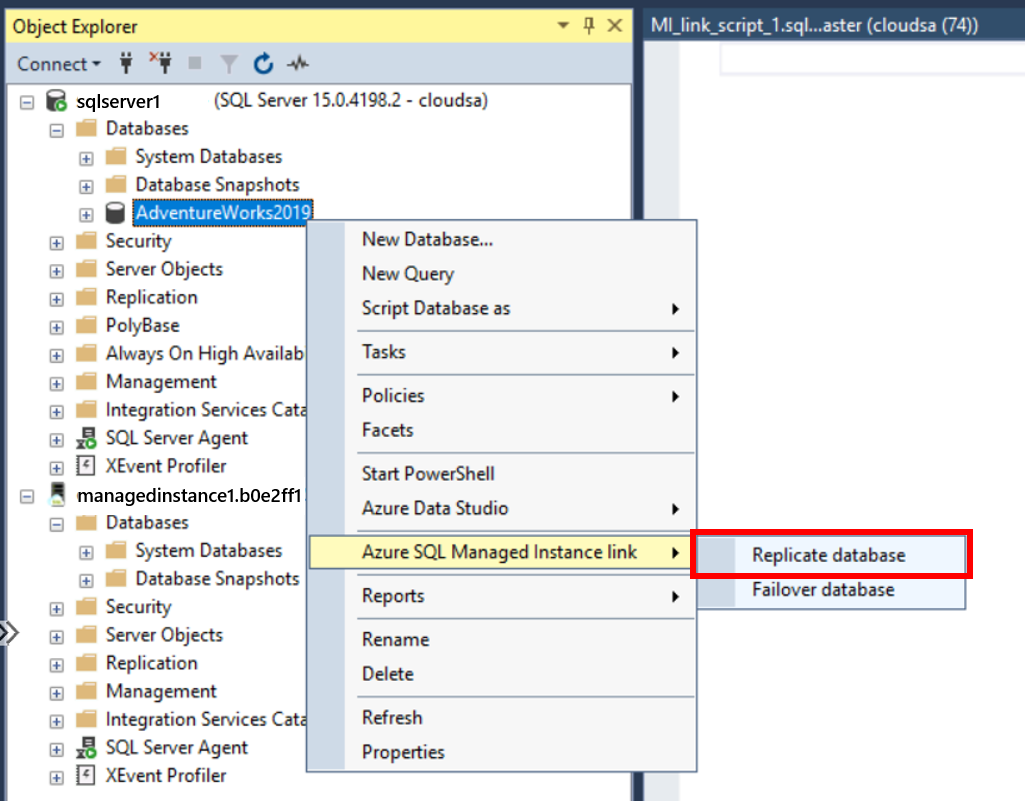 Object Explorer
MI_link_script_1.sql...aster (cloudsa (74))
Connect
sqlserver1 (SQL Server 15.0.4198.2 - cloudsa)
Databases
System Databases
Database Snapshots
AdventureWorks2019
Security
Server Objects
Replication
PolyBase
Always On High Availab
Management
Integration Services Cata
SQL Server Agent
XEvent Profiler
managedinstance1.b0e2ff1
Databases
System Databases
Database Snapshots
Security
Server Objects
Replication
Management
Integration Services Cata
SQL Server Agent
XEvent Profiler
New Database...
New Query
Script Database as
Tasks
Policies
Facets
Start PowerShell
Azure Data Studio
Azure SQL Managed Instance link
Reports
Rename
Delete
Refresh
Properties
Replicate database
Failover database